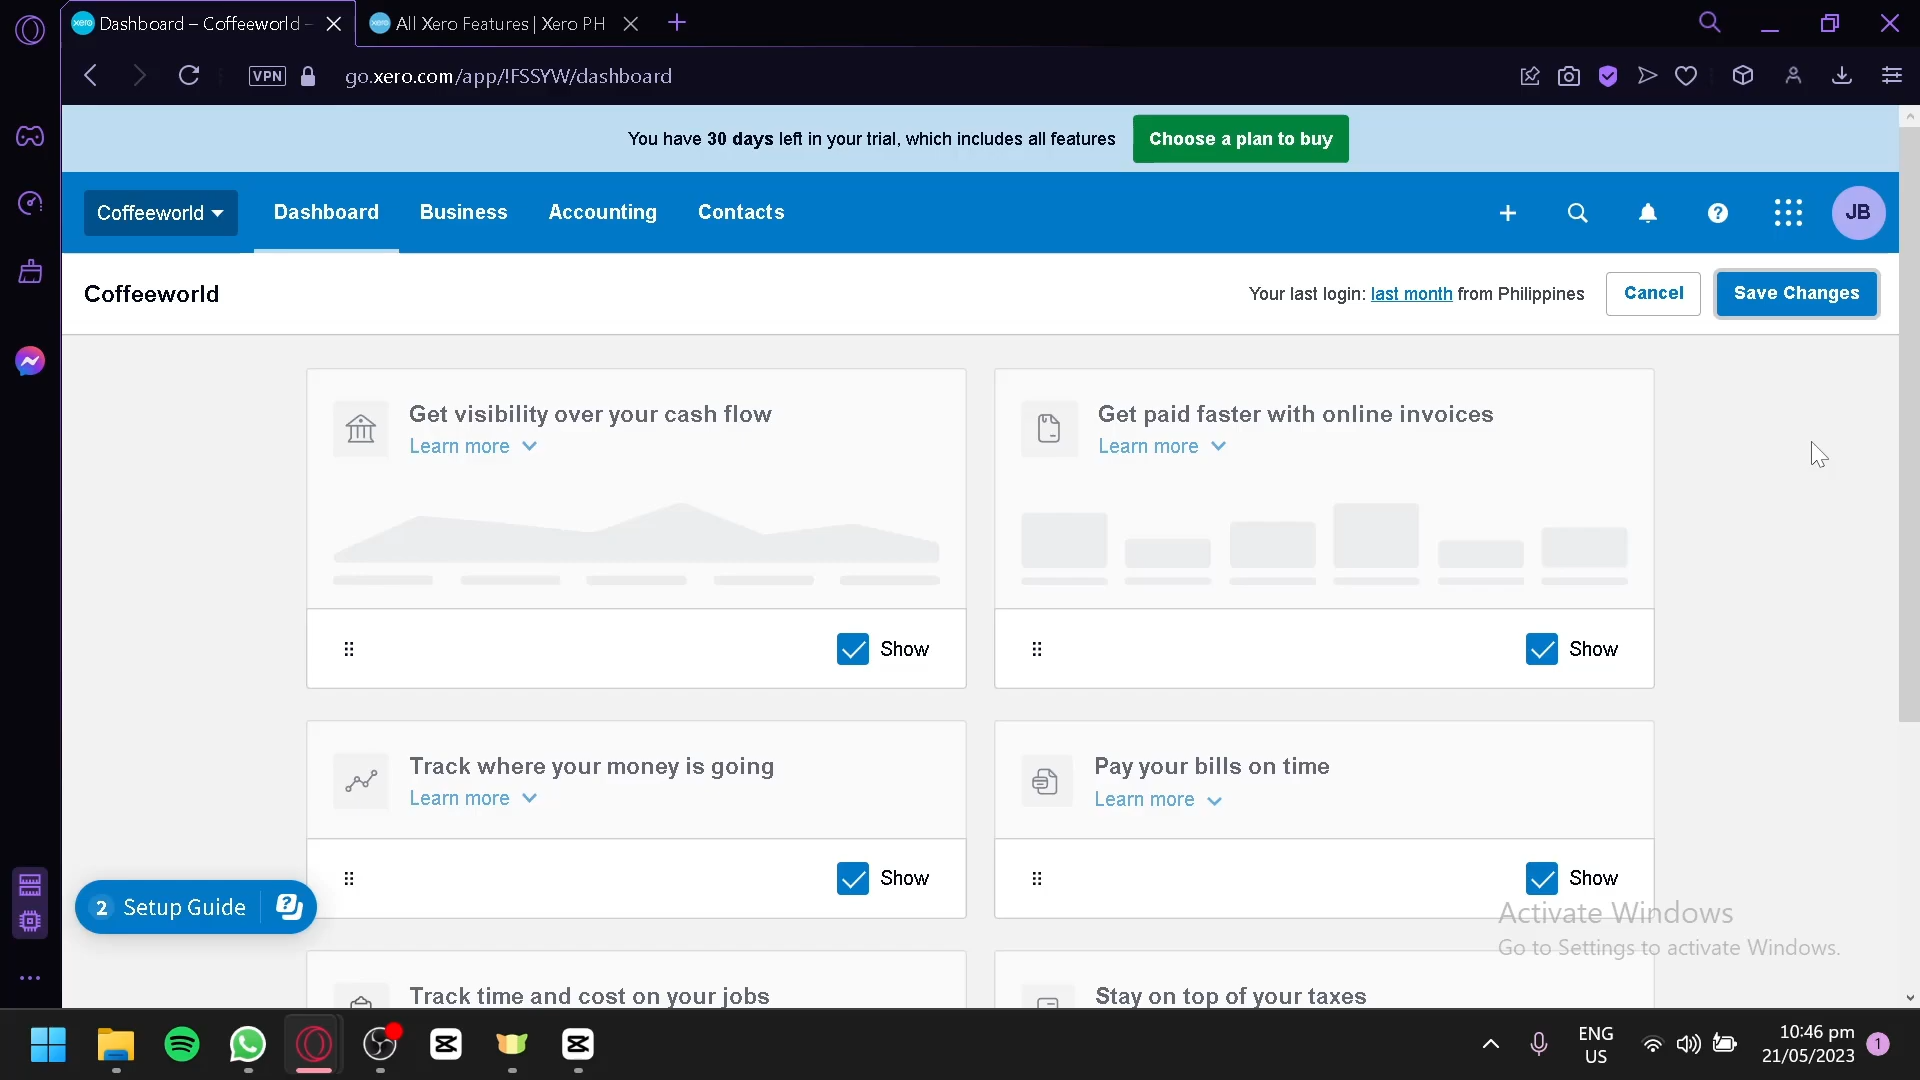 Dashboard – Coffeeworld –
All Xero Features | Xero PH
VPN
go.xero.com/app/!FSSYW/dashboard
You have 30 days left in your trial, which includes all features
Choose a plan to buy
Coffeeworld
Dashboard
Business
Accounting
Contacts
JB
Coffeeworld
Your last login: last month from Philippines
Cancel
Save Changes
Get visibility over your cash flow
Learn more
Get paid faster with online invoices
Learn more
Show
Show
Track where your money is going
Learn more
Pay your bills on time
Learn more
Show
Show
2 Setup Guide
Activate Windows
Go to Settings to activate Windows.
Track time and cost on your jobs
Stay on top of your taxes
ENG
US
10:46 pm
21/05/2023
1